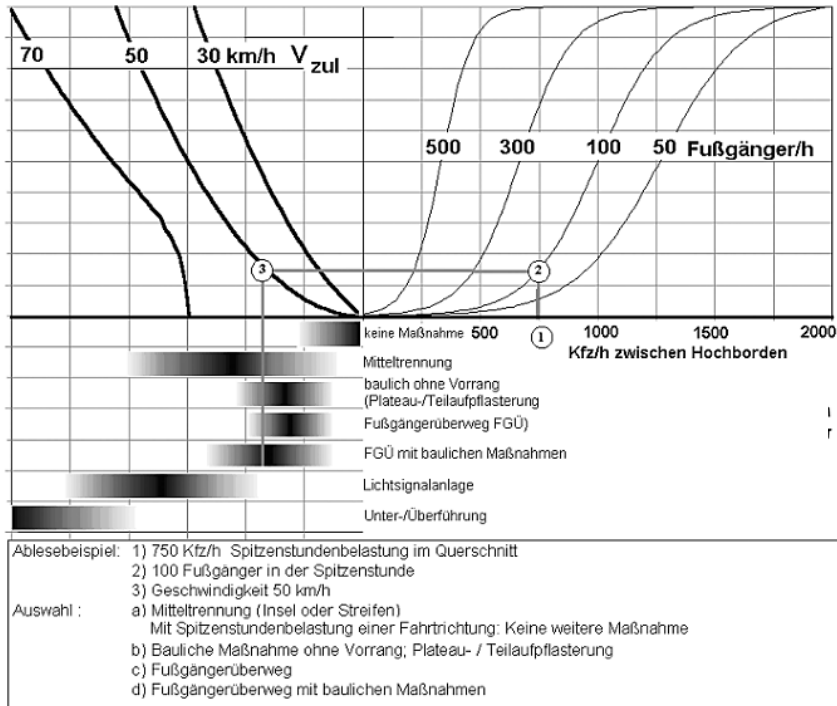 70 50 30 km/h V zul
500 300 100 50 Fußgänger/h
3 2
keine Maßnahme 500 1 1000 1500 2000
Kfz/h zwischen Hochborden
Mitteltrennung
baulich ohne Vorrang
(Plateau-/Teilaufpflasterung
Fußgängerüberweg FGÜ)
FGÜ mit baulichen Maßnahmen
Lichtsignalanlage
Unter-/Überführung
Ablesebeispiel: 1) 750 Kfz/h Spitzenstundenbelastung im Querschnitt
2) 100 Fußgänger in der Spitzenstunde
3) Geschwindigkeit 50 km/h
Auswahl : a) Mitteltrennung (Insel oder Streifen)
Mit Spitzenstundenbelastung einer Fahrtrichtung: Keine weitere Maßnahme
b) Bauliche Maßnahme ohne Vorrang; Plateau- / Teilaufpflasterung
c) Fußgängerüberweg
d) Fußgängerüberweg mit baulichen Maßnahmen